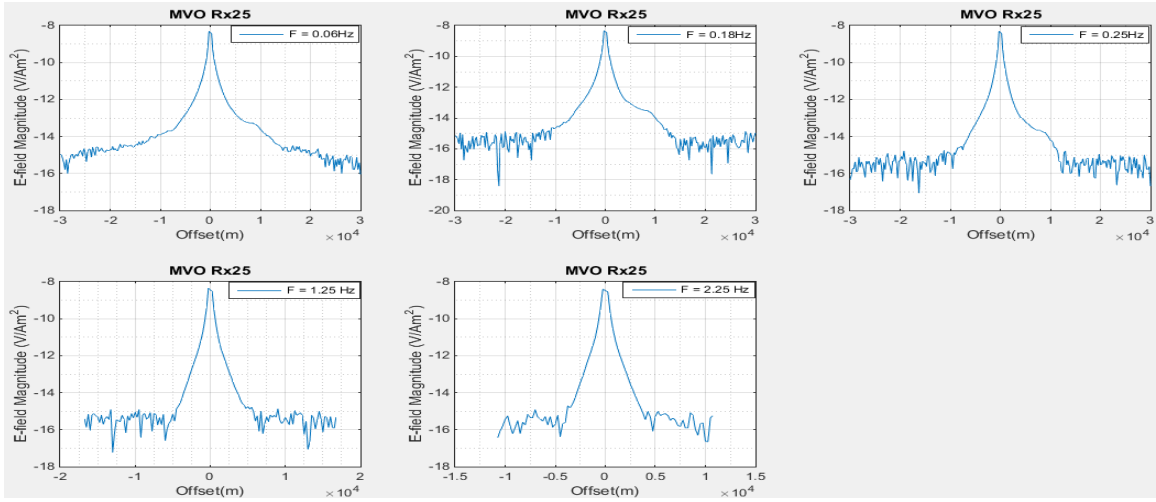 MVO Rx25
F = 0.06Hz
E-field Magnitude (V/Am²)
-8
-10
-12
-14
-16
-18
-3 -2 -1 0 1 2 3
Offset(m)
×10⁴
MVO Rx25
F = 0.18Hz
E-field Magnitude (V/Am²)
-8
-10
-12
-14
-16
-18
-20
-3 -2 -1 0 1 2 3
Offset(m)
×10⁴
MVO Rx25
F = 0.25Hz
E-field Magnitude (V/Am²)
-8
-10
-12
-14
-16
-18
-3 -2 -1 0 1 2 3
Offset(m)
×10⁴
MVO Rx25
F = 1.25 Hz
E-field Magnitude (V/Am²)
-8
-10
-12
-14
-16
-18
-2 -1 0 1 2
Offset(m)
×10⁴
MVO Rx25
F = 2.25 Hz
E-field Magnitude (V/Am²)
-8
-10
-12
-14
-16
-18
-1.5 -1 -0.5 0 0.5 1 1.5
Offset(m)
×10⁴